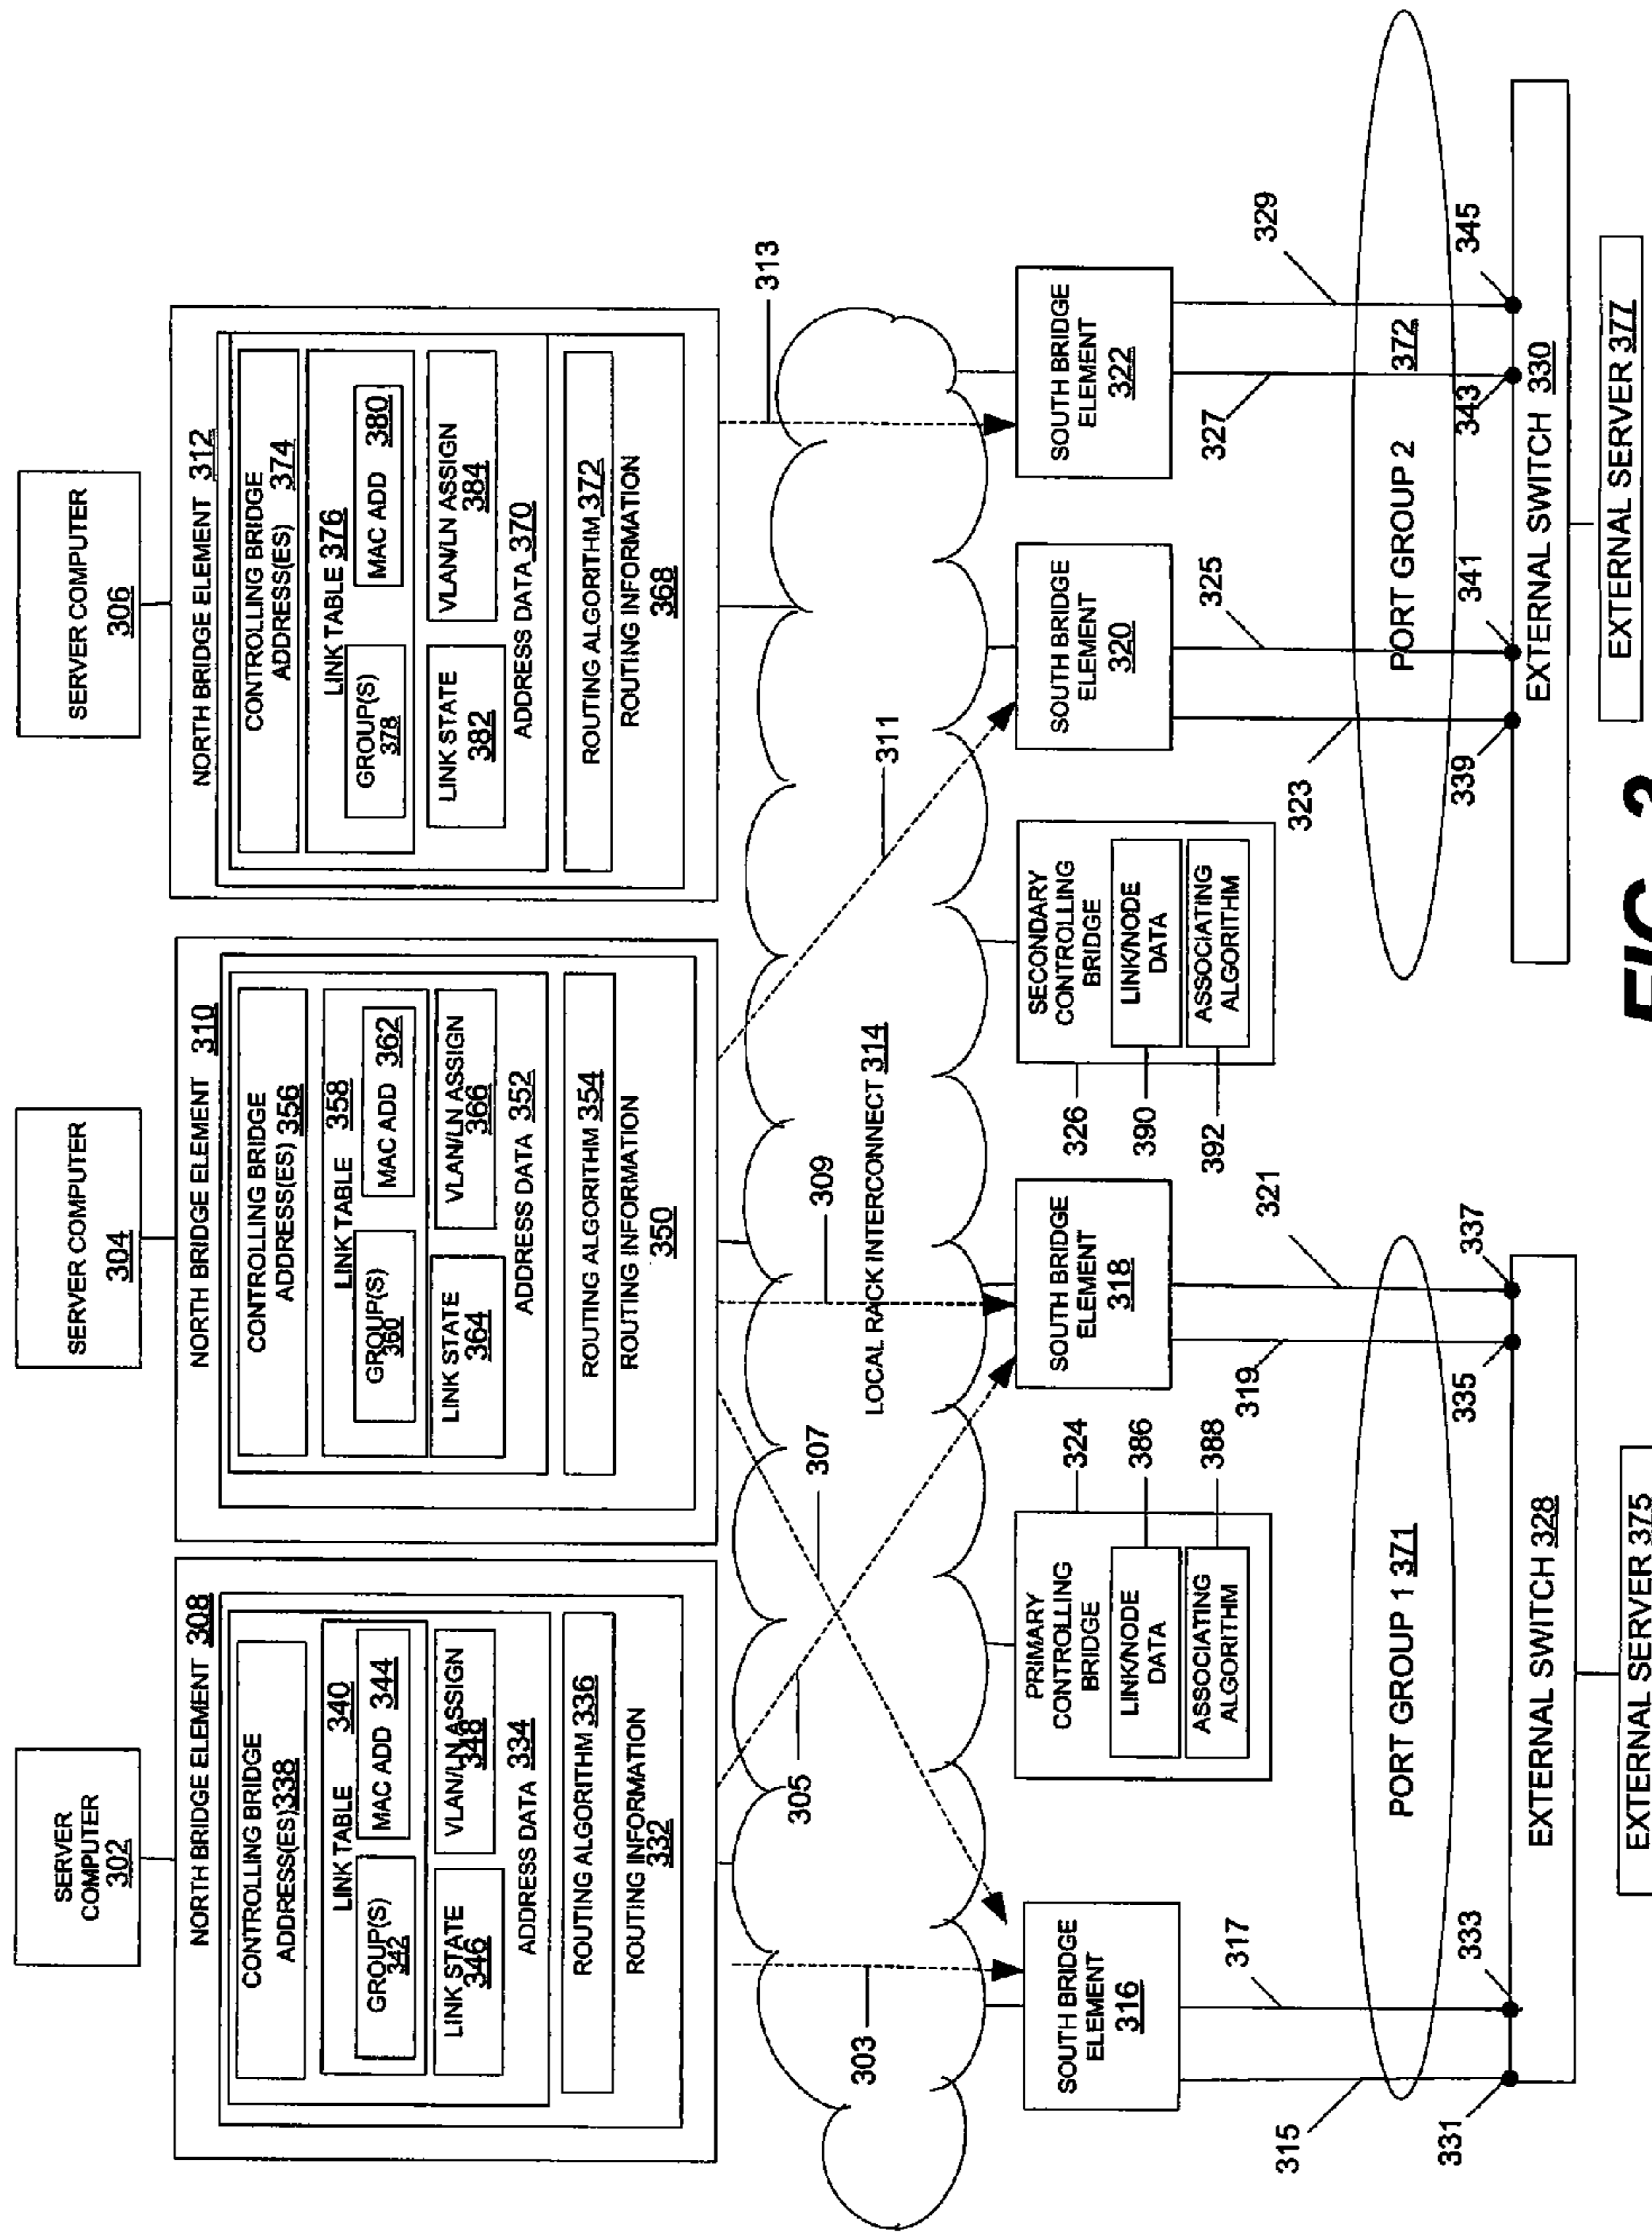 SERVER
COMPUTER
302
SERVER COMPUTER
304
SERVER COMPUTER
306
NORTH BRIDGE ELEMENT 308
CONTROLLING BRIDGE
ADDRESS(ES) 338
LINK TABLE 340
GROUP(S)
342
MAC ADD 344
LINK STATE
346
VLAN/LN ASSIGN
348
ADDRESS DATA 334
ROUTING ALGORITHM 336
ROUTING INFORMATION
332
NORTH BRIDGE ELEMENT 310
CONTROLLING BRIDGE
ADDRESS(ES) 356
LINK TABLE 358
GROUP(S)
360
MAC ADD 362
LINK STATE
364
VLAN/LN ASSIGN
366
ADDRESS DATA 352
ROUTING ALGORITHM 354
ROUTING INFORMATION
350
NORTH BRIDGE ELEMENT 312
CONTROLLING BRIDGE
ADDRESS(ES) 374
LINK TABLE 376
GROUP(S)
378
MAC ADD 380
LINK STATE
382
VLAN/LN ASSIGN
384
ADDRESS DATA 370
ROUTING ALGORITHM 372
ROUTING INFORMATION
368
303
305
307
309
311
313
LOCAL RACK INTERCONNECT 314
SOUTH BRIDGE
ELEMENT
316
PRIMARY
CONTROLLING
BRIDGE
LINK/NODE
DATA
ASSOCIATING
ALGORITHM
324
386
388
SOUTH BRIDGE
ELEMENT
318
SECONDARY
CONTROLLING
BRIDGE
LINK/NODE
DATA
ASSOCIATING
ALGORITHM
326
390
392
SOUTH BRIDGE
ELEMENT
320
SOUTH BRIDGE
ELEMENT
322
315
317
319
321
323
325
327
329
PORT GROUP 1 371
PORT GROUP 2
372
331
333
335
337
339
341
343
345
EXTERNAL SWITCH 328
EXTERNAL SWITCH 330
EXTERNAL SERVER 375
EXTERNAL SERVER 377
FIG. 3